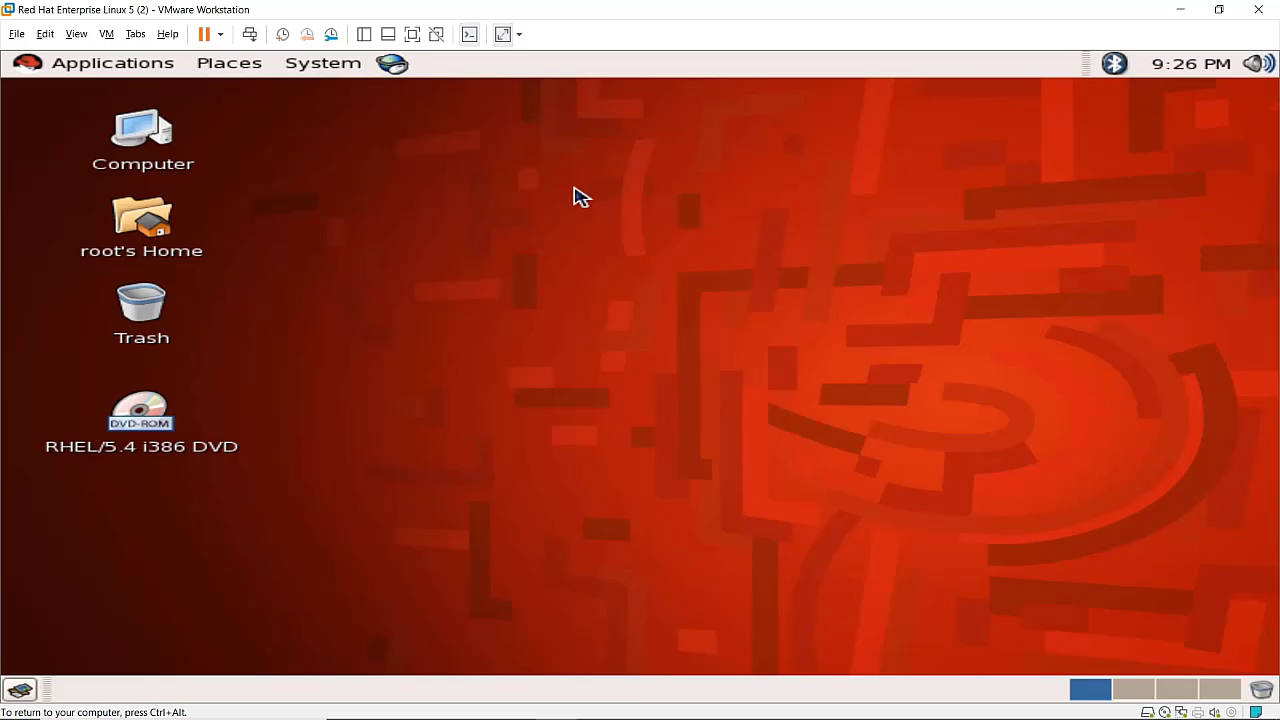 Red Hat Enterprise Linux 5 (2) - VMware Workstation
File Edit View VM Tabs Help
Applications Places System 9:26 PM
Computer
root's Home
Trash
DVD-ROM
RHEL/5.4 i386 DVD
To return to your computer, press Ctrl+Alt.